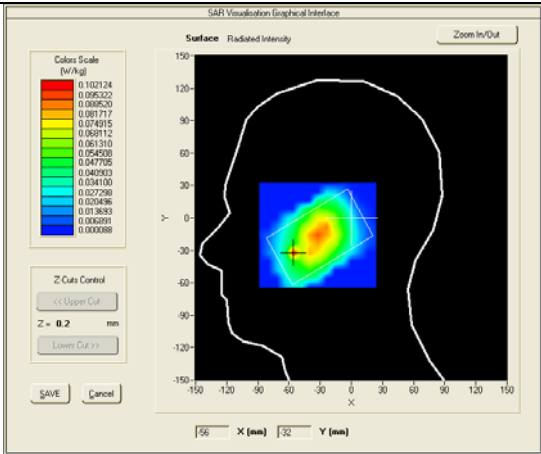 SAR Visualisation Graphical Interface
Surface Radiated Intensity
Zoom In/Out
Colors Scale
(W/kg)
0.102124
0.095322
0.088520
0.081717
0.074915
0.068112
0.061310
0.054508
0.047705
0.040903
0.034100
0.027298
0.020496
0.013693
0.006891
0.000088
Z-Cuts Control
<< Upper Cut
Z = 0.2 mm
Lower Cut >>
SAVE Cancel
150
120
90
60
30
0
-30
-60
-90
-120
-150
Y
-150 -120 -90 -60 -30 0 30 60 90 120 150
X
-56 X (mm) -32 Y (mm)